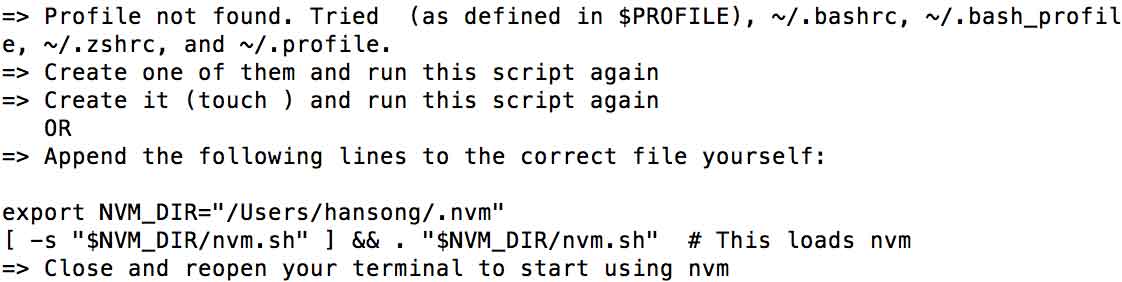 => Profile not found. Tried  (as defined in $PROFILE), ~/.bashrc, ~/.bash_profil
e, ~/.zshrc, and ~/.profile.
=> Create one of them and run this script again
=> Create it (touch ) and run this script again
   OR
=> Append the following lines to the correct file yourself:

export NVM_DIR="/Users/hansong/.nvm"
[ -s "$NVM_DIR/nvm.sh" ] && . "$NVM_DIR/nvm.sh"  # This loads nvm
=> Close and reopen your terminal to start using nvm